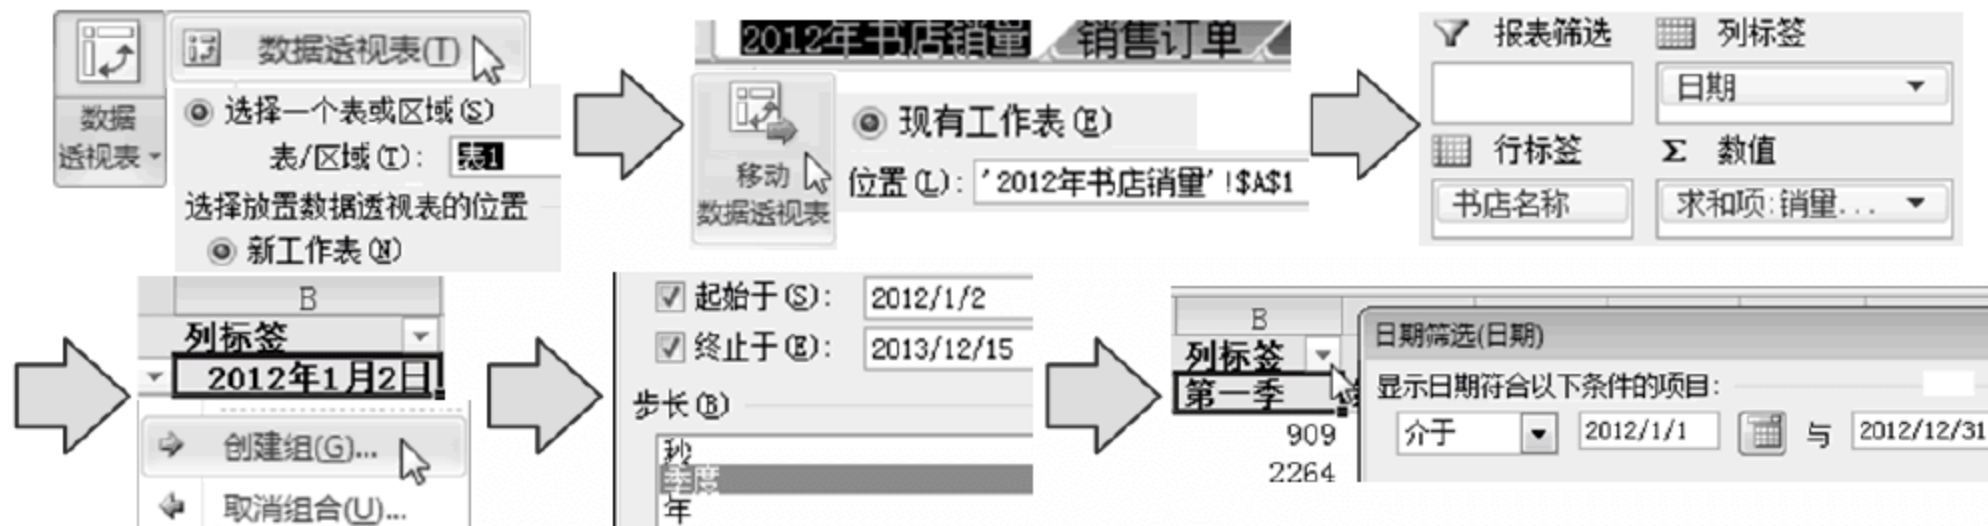 数据透视表(T)
数据
透视表
选择一个表或区域(S)
表/区域(T): 表1
选择放置数据透视表的位置
新工作表(N)
2012年书店销量 销售订单
移动
数据透视表
现有工作表(E)
位置(L): '2012年书店销量'!$A$1
报表筛选 列标签
日期
行标签 Σ 数值
书店名称 求和项:销量...
B
列标签
2012年1月2日
创建组(G)...
取消组合(U)...
起始于(S): 2012/1/2
终止于(E): 2013/12/15
步长(B)
秒
季度
年
B
列标签
第一季
909
2264
日期筛选(日期)
显示日期符合以下条件的项目:
介于 2012/1/1 与 2012/12/31